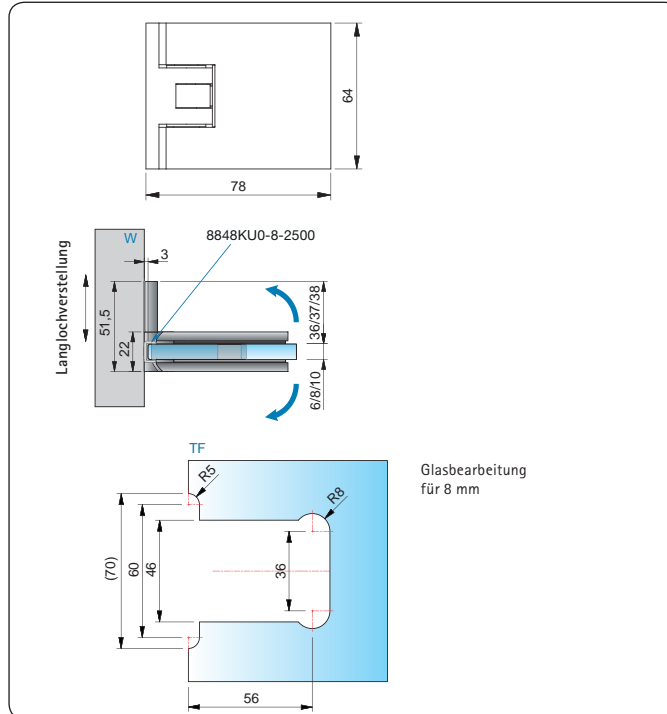 64
78
W
8848KU0-8-2500
3
Langlochverstellung
51,5
22
36/37/38
6/8/10
TF
R5
R8
Glasbearbeitung
für 8 mm
(70)
60
46
36
56